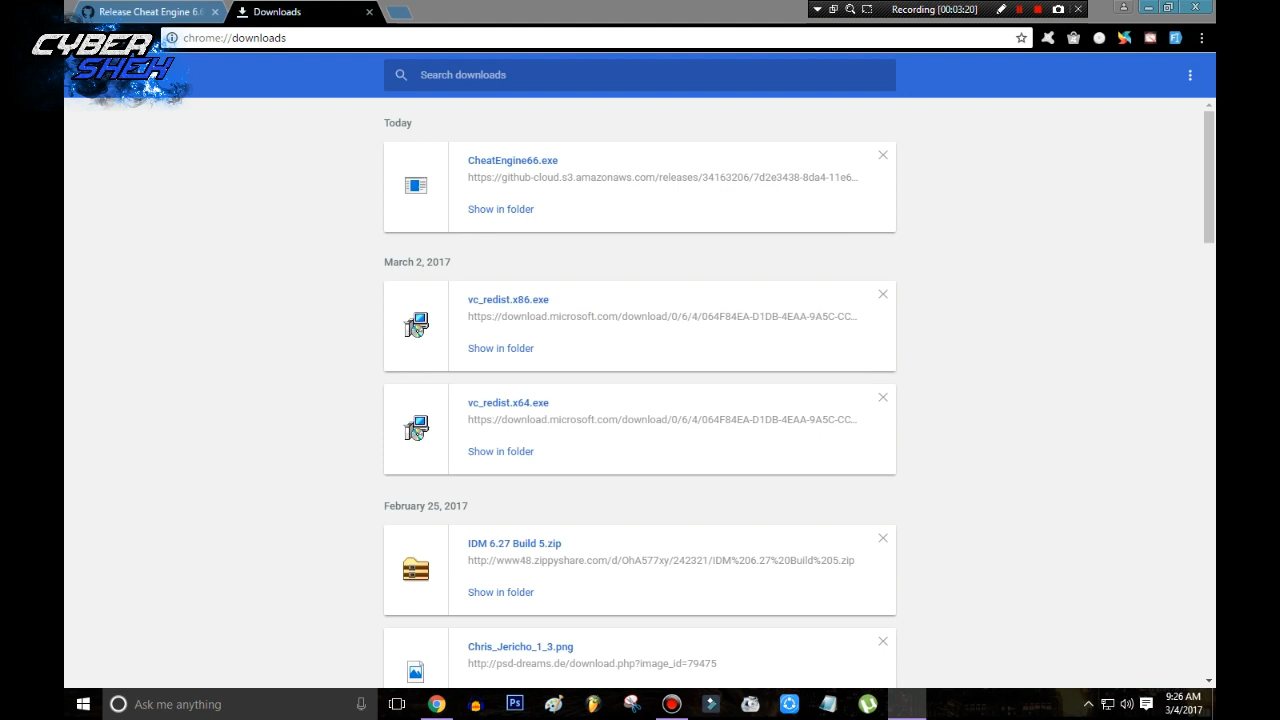 Release Cheat Engine 6.6
Downloads
Recording [00:03:20]
CYBER
SHEH
chrome://downloads
Search downloads
Today
CheatEngine66.exe
https://github-cloud.s3.amazonaws.com/releases/34163206/7d2e3438-8da4-11e6…
Show in folder
March 2, 2017
vc_redist.x86.exe
https://download.microsoft.com/download/0/6/4/064F84EA-D1DB-4EAA-9A5C-CC…
Show in folder
vc_redist.x64.exe
https://download.microsoft.com/download/0/6/4/064F84EA-D1DB-4EAA-9A5C-CC…
Show in folder
February 25, 2017
IDM 6.27 Build 5.zip
http://www48.zippyshare.com/d/OhA577xy/242321/IDM%206.27%20Build%205.zip
Show in folder
Chris_Jericho_1_3.png
http://psd-dreams.de/download.php?image_id=79475
Ask me anything
Ps
9:26 AM
3/4/2017